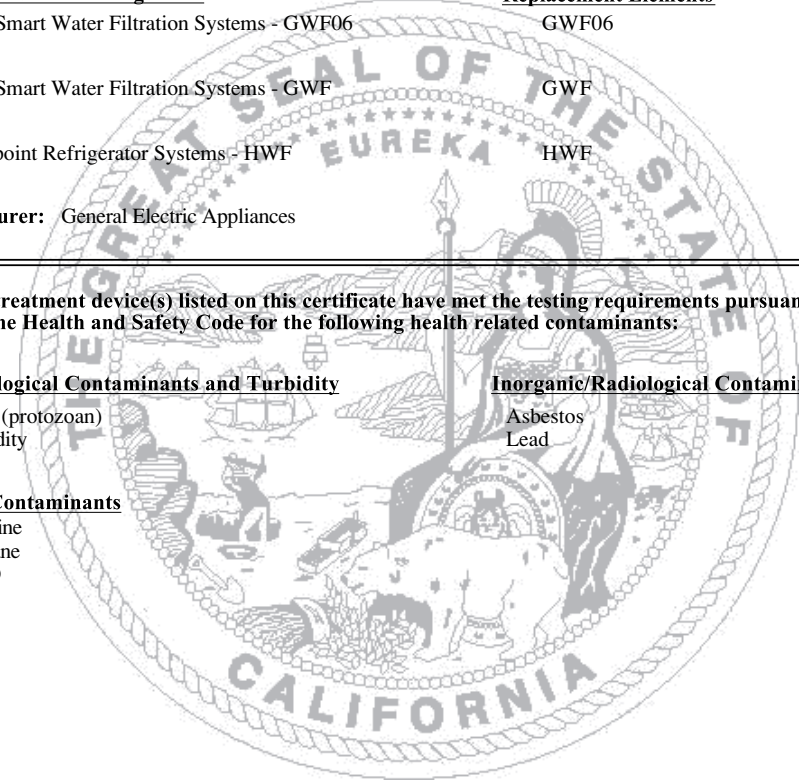 Replacement Elements
Smart Water Filtration Systems - GWF06 GWF06
Smart Water Filtration Systems - GWF GWF
point Refrigerator Systems - HWF HWF
urer: General Electric Appliances
reatment device(s) listed on this certificate have met the testing requirements pursuan
ne Health and Safety Code for the following health related contaminants:
logical Contaminants and Turbidity Inorganic/Radiological Contami
(protozoan) Asbestos
dity Lead
Contaminants
ine
ne
THE GREAT SEAL OF THE STATE OF
EUREKA
CALIFORNIA